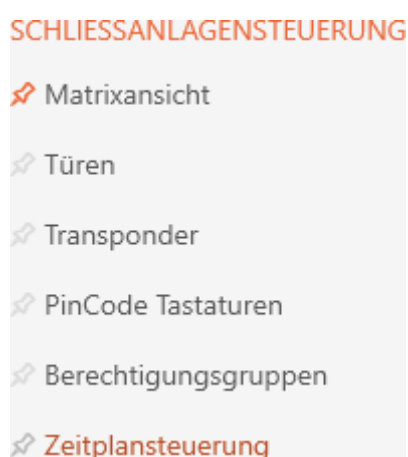 SCHLIESSANLAGENSTEUERUNG
Matrixansicht
Türen
Transponder
PinCode Tastaturen
Berechtigungsgruppen
Zeitplansteuerung